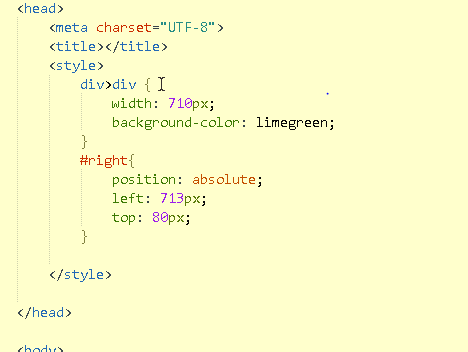 <head>
<meta charset="UTF-8">
<title></title>
<style>
div>div {
width: 710px;
background-color: limegreen;
}
#right{
position: absolute;
left: 713px;
top: 80px;
}
</style>
</head>
<body>